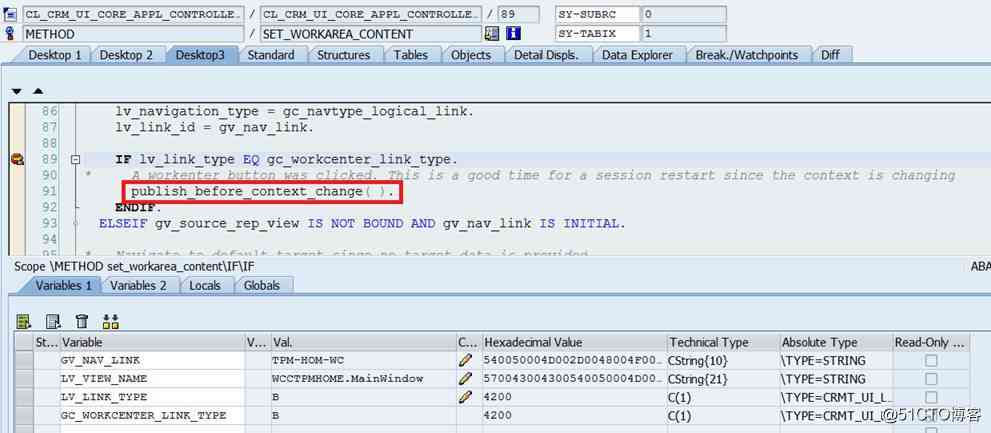 CL_CRM_UI_CORE_APPL_CONTROLLE.. / CL_CRM_UI_CORE_APPL_CONTROLLE.. / 89 SY-SUBRC 0
METHOD / SET_WORKAREA_CONTENT SY-TABIX 1
Desktop 1 Desktop 2 Desktop3 Standard Structures Tables Objects Detail Displs. Data Explorer Break./Watchpoints Diff
86 lv_navigation_type = gc_navtype_logical_link.
87 lv_link_id = gv_nav_link.
88
89 IF lv_link_type EQ gc_workcenter_link_type.
90 * A workenter button was clicked. This is a good time for a session restart since the context is changing
91 publish_before_context_change( ).
92 ENDIF.
93 ELSEIF gv_source_rep_view IS NOT BOUND AND gv_nav_link IS INITIAL.
94
95 * Navigate to default target since no target data is provided
Scope \METHOD set_workarea_content\IF\IF ABA
Variables 1 Variables 2 Locals Globals
St... Variable V... Val. C... Hexadecimal Value Technical Type Absolute Type Read-Only ...
GV_NAV_LINK TPM-HOM-WC 540050004D002D0048004F00... CString{10} \TYPE=STRING
LV_VIEW_NAME WCCTPMHOME.MainWindow 570043004300540050004D00... CString{21} \TYPE=STRING
LV_LINK_TYPE B 4200 C(1) \TYPE=CRMT_UI_L...
GC_WORKCENTER_LINK_TYPE B 4200 C(1) \TYPE=CRMT_UI_
@51CTO博客